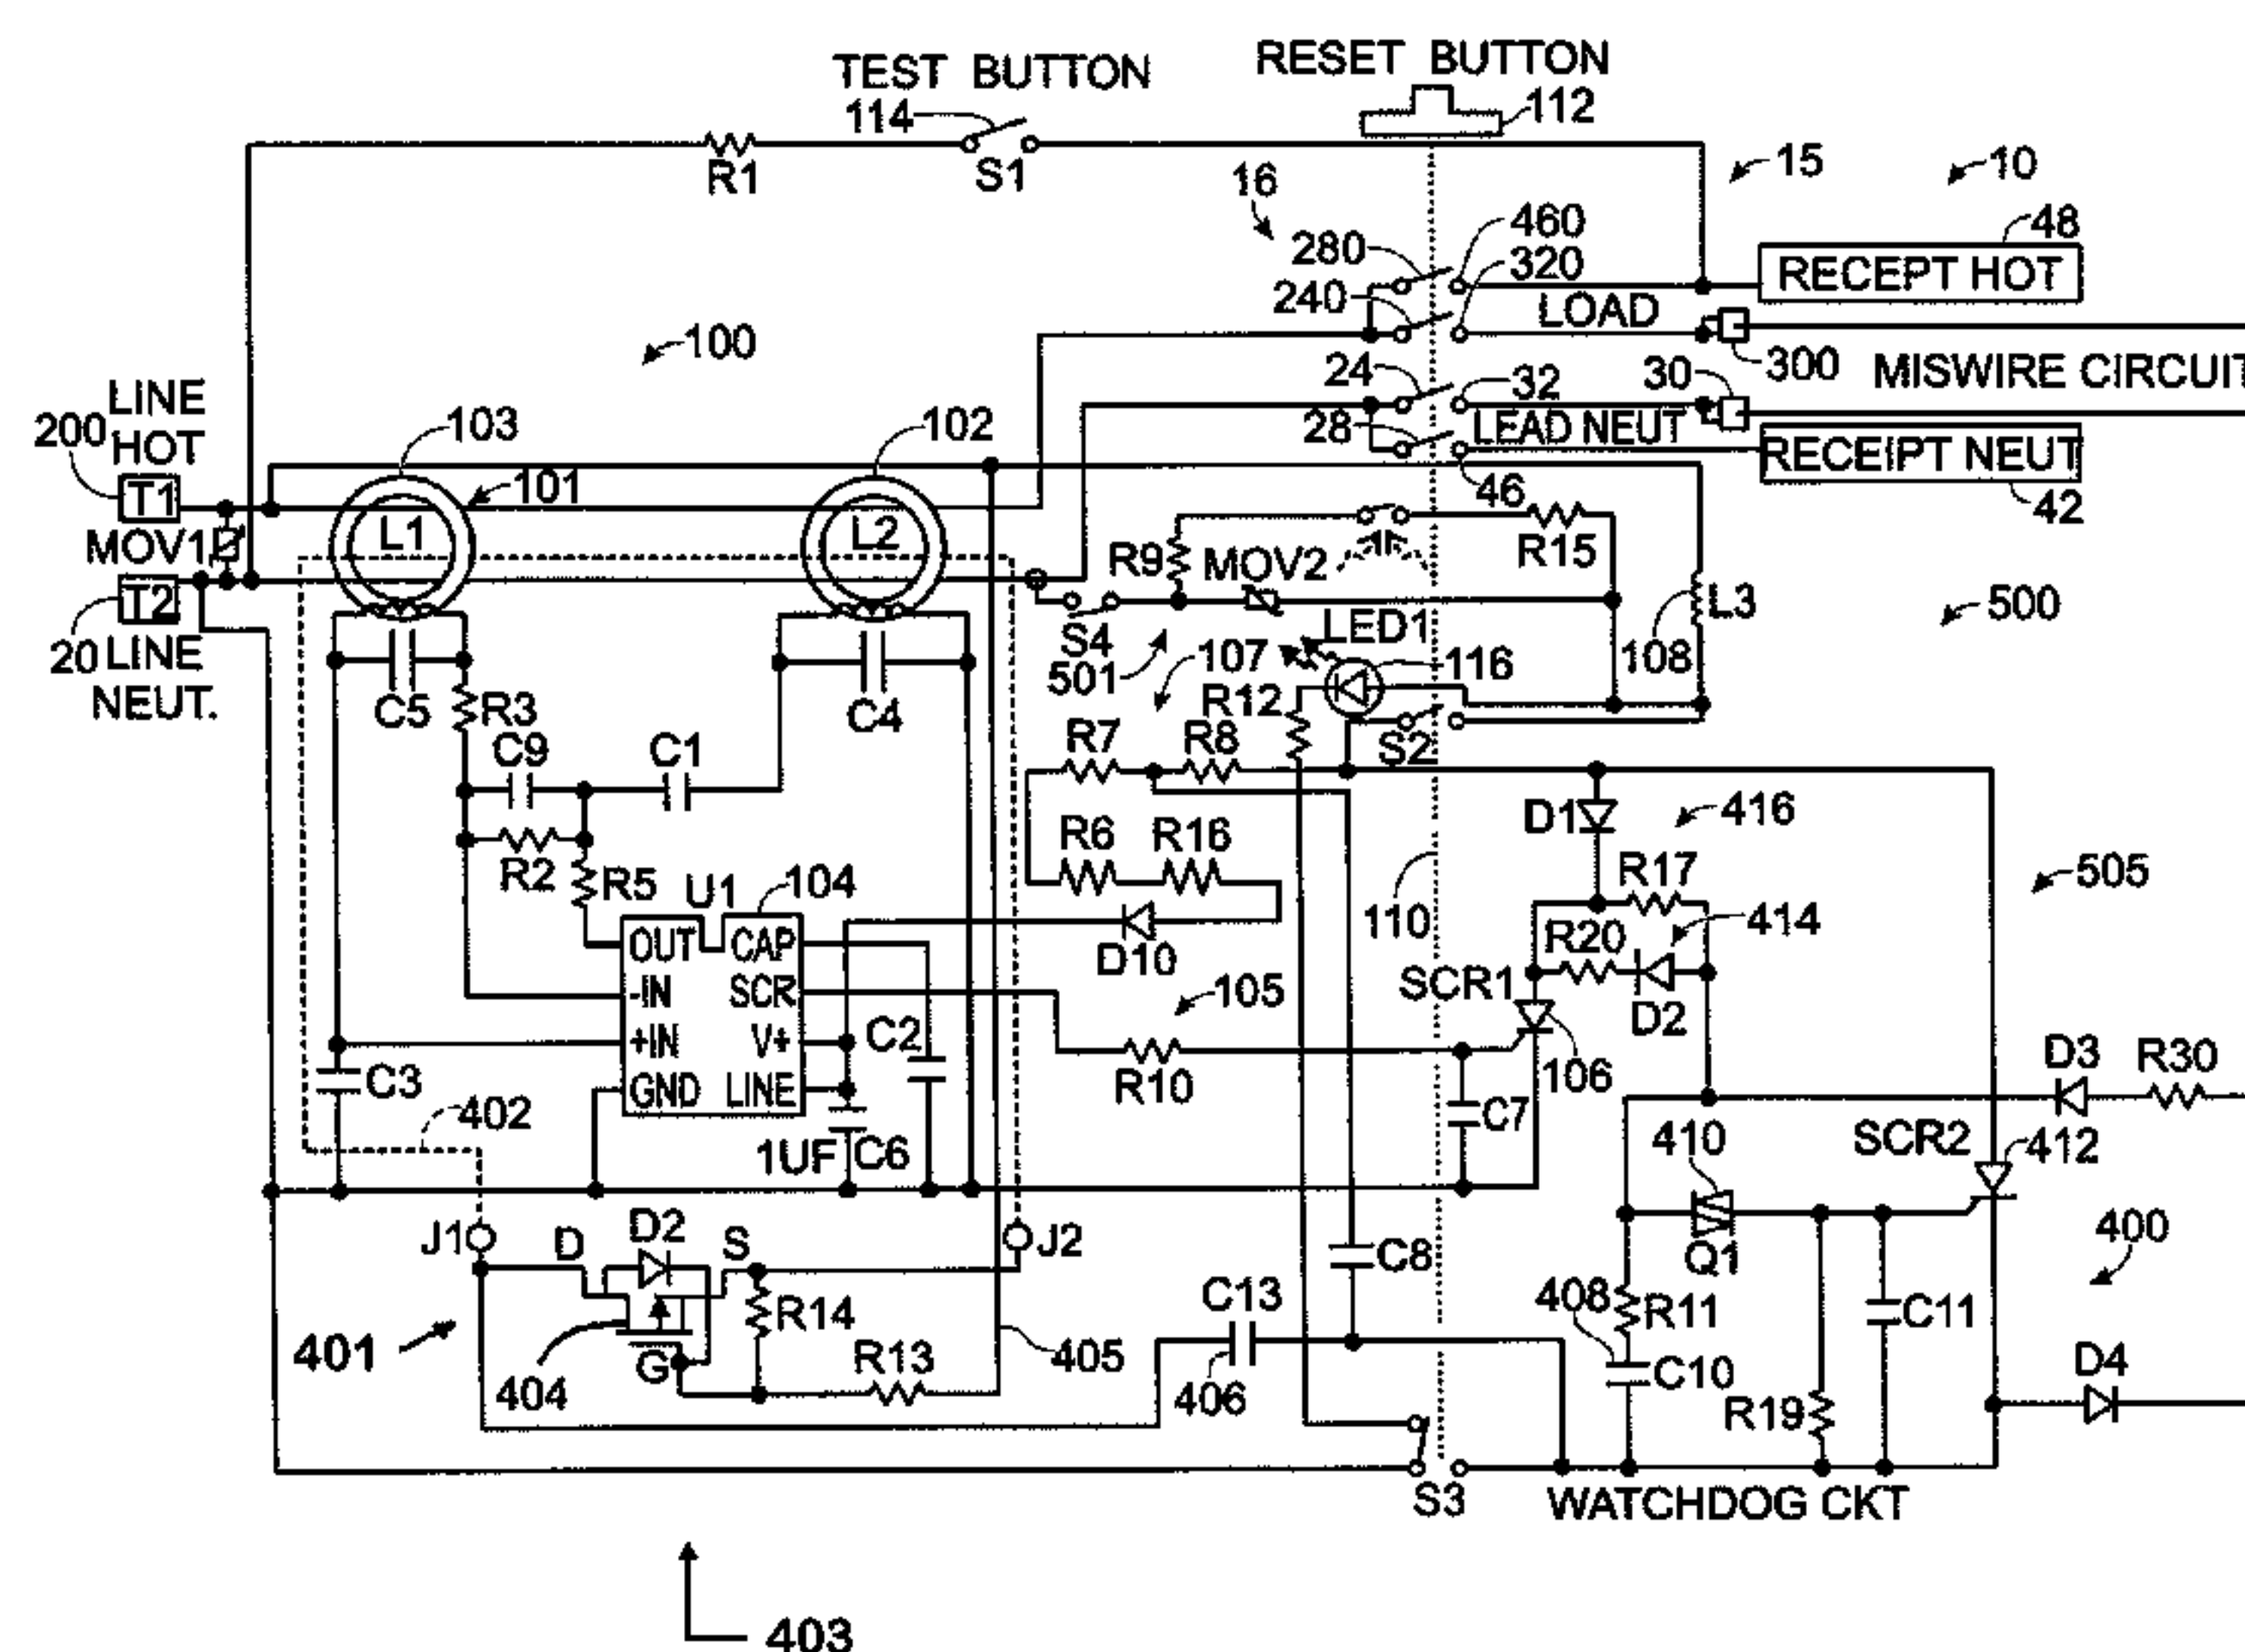 TEST BUTTON
114
S1
R1
RESET BUTTON
112
15
10
16
460
48
280
320
RECEPT HOT
240
LOAD
100
300
MISWIRE CIRCUIT
24
32
30
28
LEAD NEUT
RECEIPT NEUT
46
42
LINE
HOT
200
T1
103
101
102
L1
L2
MOV1
T2
20 LINE
NEUT.
R9
MOV2
R15
S4
LED1
L3
500
501
107
116
108
C5
R3
C4
R12
C9
C1
R7
R8
S2
D1
416
R6
R16
R2
R5
U1
104
R17
505
110
R20
414
OUT
CAP
D10
-IN
SCR
105
SCR1
D2
+IN
V+
C2
C3
GND
LINE
R10
106
D3
R30
402
1UF
C6
C7
410
SCR2
412
J1
D
D2
S
J2
C8
Q1
400
401
R14
C13
408
R11
C11
404
G
R13
405
406
C10
R19
D4
S3
WATCHDOG CKT
403